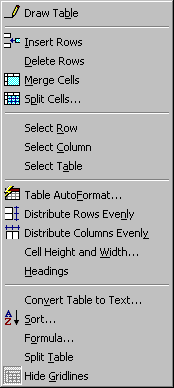 Draw Table
Insert Rows
Delete Rows
Merge Cells
Split Cells...
Select Row
Select Column
Select Table
Table AutoFormat...
Distribute Rows Evenly
Distribute Columns Evenly
Cell Height and Width...
Headings
Convert Table to Text...
Sort...
Formula...
Split Table
Hide Gridlines